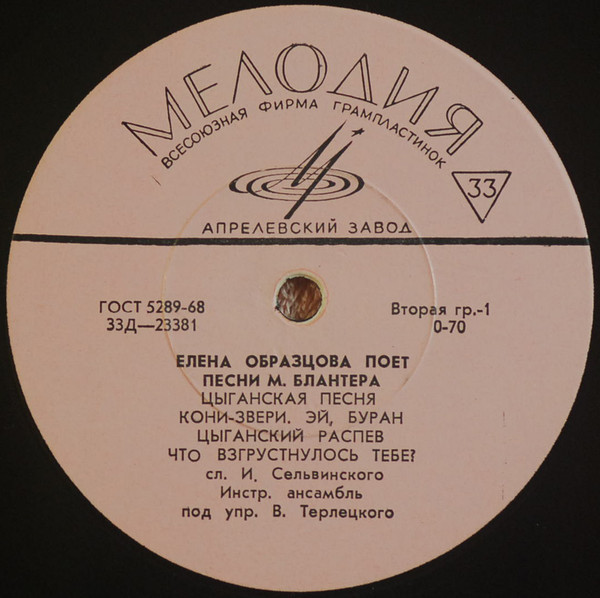 МЕЛОДИЯ
ВСЕСОЮЗНАЯ ФИРМА ГРАМПЛАСТИНОК
33
АПРЕЛЕВСКИЙ ЗАВОД
ГОСТ 5289-68
Вторая гр.-1
33Д—23381
0-70
ЕЛЕНА ОБРАЗЦОВА ПОЕТ
ПЕСНИ М. БЛАНТЕРА
ЦЫГАНСКАЯ ПЕСНЯ
КОНИ-ЗВЕРИ. ЭЙ, БУРАН
ЦЫГАНСКИЙ РАСПЕВ
ЧТО ВЗГРУСТНУЛОСЬ ТЕБЕ?
сл. И. Сельвинского
Инстр. ансамбль
под упр. В. Терлецкого